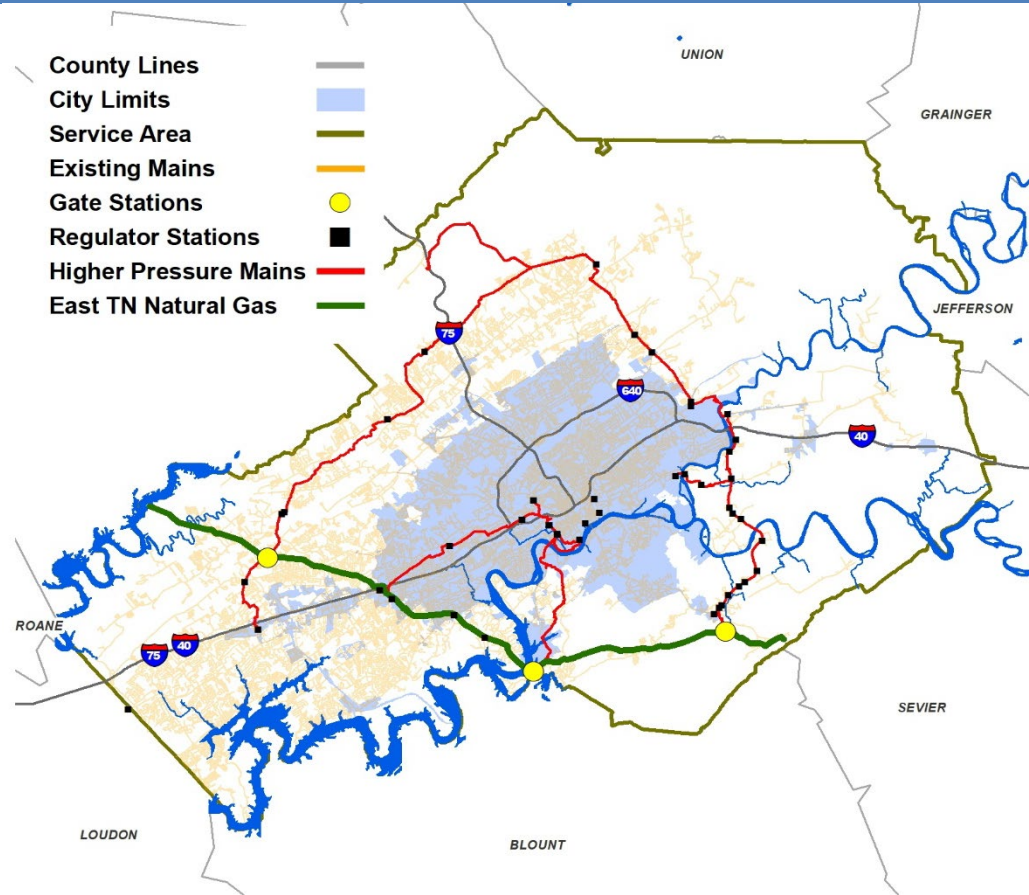 County Lines
City Limits
Service Area
Existing Mains
Gate Stations
Regulator Stations
Higher Pressure Mains
East TN Natural Gas
UNION
GRAINGER
JEFFERSON
75
640
40
ROANE
75
40
SEVIER
LOUDON
BLOUNT